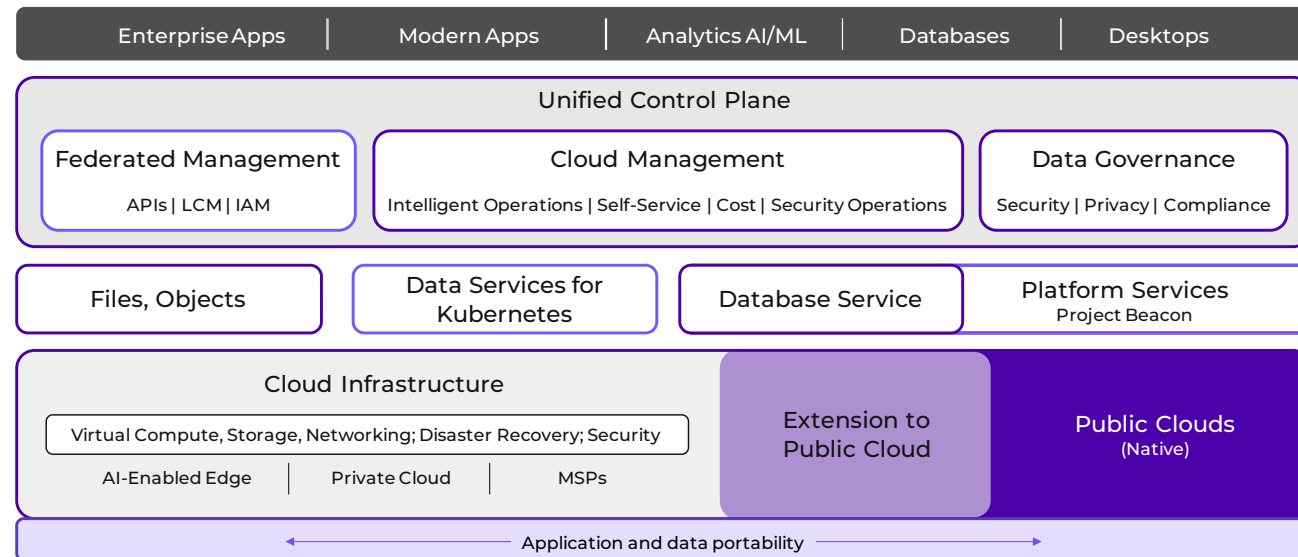 Enterprise Apps | Modern Apps | Analytics AI/ML | Databases | Desktops
Unified Control Plane
Federated Management
APIs | LCM | IAM
Cloud Management
Intelligent Operations | Self-Service | Cost | Security Operations
Data Governance
Security | Privacy | Compliance
Files, Objects
Data Services for
Kubernetes
Database Service
Platform Services
Project Beacon
Cloud Infrastructure
Virtual Compute, Storage, Networking; Disaster Recovery; Security
AI-Enabled Edge | Private Cloud | MSPs
Extension to
Public Cloud
Public Clouds
(Native)
Application and data portability